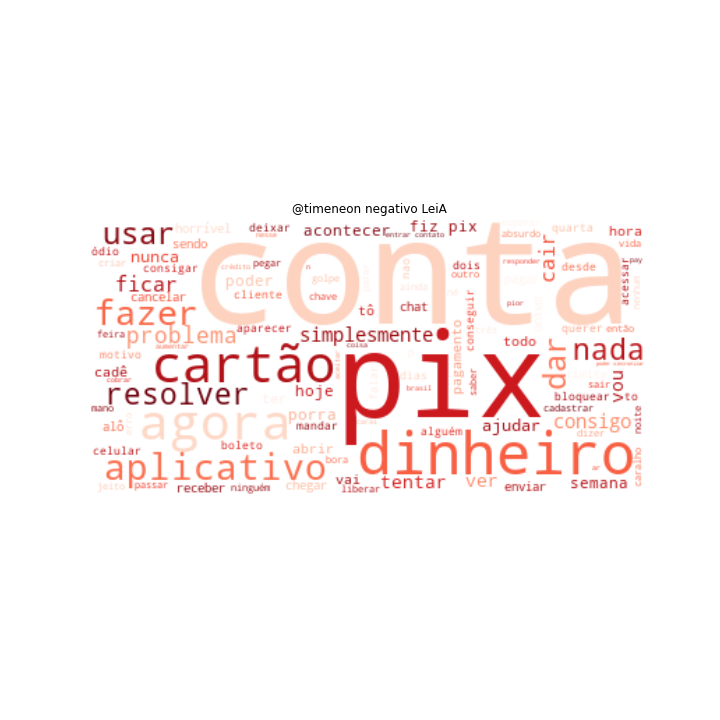 @timeneon negativo LeiA
usar
horrível
deixar
acontecer
fiz pix
absurdo
quarta
hora
ódio
nunca
sendo
entrar contato
vida
conta
criar
consigar
crédito
pegar
nao
dois
outro
responder
cair
desde
acessar
pay
ficar
poder
golpe
ainda
cancelar
cliente
chave
chat
conseguir
pior
fazer
tô
feira
problema
aparecer
simplesmente
querer
então
aumentar
coisa
todo
nada
motivo
cartão
pix
pagamento
dar
cadê
cobrar
dias
saber
sair
vou
resolver
hoje
brasil
bloquear
to
mano
agora
porra
cadastrar
noite
alô
mandar
alguém
ajudar
consigo
dizer
celular
boleto
abrir
bora
dinheiro
caralho
aplicativo
vai
tentar
ver
jeito
passar
receber
ninguém
chegar
liberar
enviar
semana